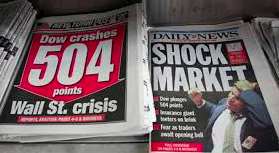 NEW YORK POST
Dow crashes
504
points
Wall St. crisis
DAILY NEWS
SHOCK
MARKET
Dow plunges
504 points
Insurance giant
teeters on brink
Fear as traders
await opening bell